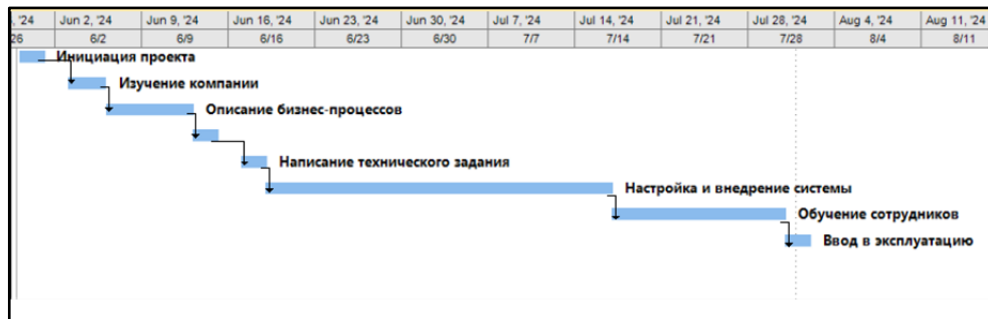 , '24 Jun 2, '24 Jun 9, '24 Jun 16, '24 Jun 23, '24 Jun 30, '24 Jul 7, '24 Jul 14, '24 Jul 21, '24 Jul 28, '24 Aug 4, '24 Aug 11, '24
26 6/2 6/9 6/16 6/23 6/30 7/7 7/14 7/21 7/28 8/4 8/11
Инициация проекта
Изучение компании
Описание бизнес-процессов
Написание технического задания
Настройка и внедрение системы
Обучение сотрудников
Ввод в эксплуатацию